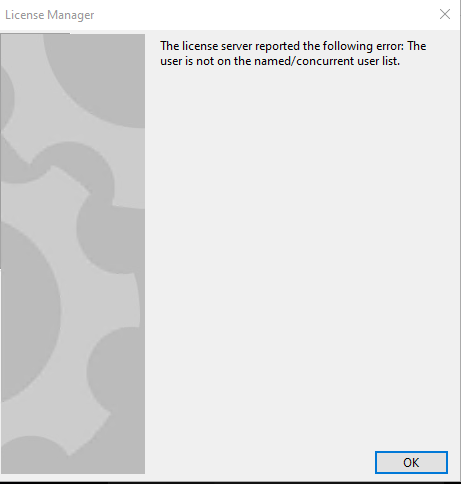 License Manager
The license server reported the following error: The
user is not on the named/concurrent user list.
OK